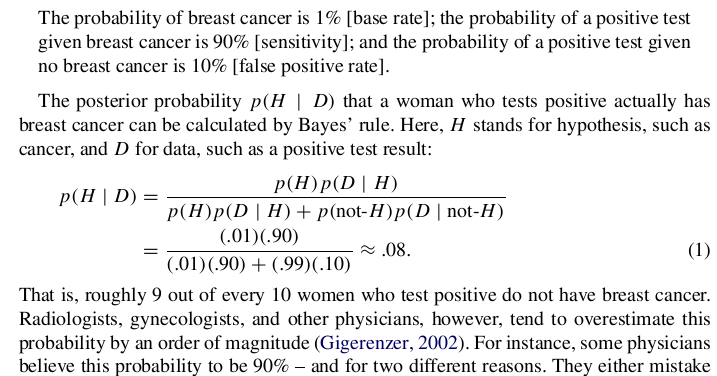 The probability of breast cancer is 1% [base rate]; the probability of a positive test
given breast cancer is 90% [sensitivity]; and the probability of a positive test given
no breast cancer is 10% [false positive rate].
The posterior probability p(H | D) that a woman who tests positive actually has
breast cancer can be calculated by Bayes’ rule. Here, H stands for hypothesis, such as
cancer, and D for data, such as a positive test result:
p(H | D) = p(H)p(D | H) / p(H)p(D | H) + p(not-H)p(D | not-H)
= (.01)(.90) / (.01)(.90) + (.99)(.10) ≈ .08. (1)
That is, roughly 9 out of every 10 women who test positive do not have breast cancer.
Radiologists, gynecologists, and other physicians, however, tend to overestimate this
probability by an order of magnitude (Gigerenzer, 2002). For instance, some physicians
believe this probability to be 90% – and for two different reasons. They either mistake